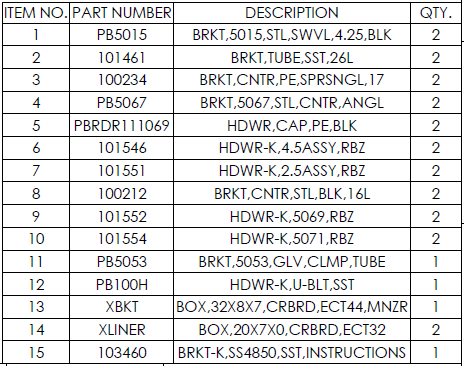 ITEM NO. PART NUMBER DESCRIPTION QTY.
1 PB5015 BRKT,5015,STL,SWVL,4.25,BLK 2
2 101461 BRKT,TUBE,SST,26L 2
3 100234 BRKT,CNTR,PE,SPRSNGL,17 2
4 PB5067 BRKT,5067,STL,CNTR,ANGL 2
5 PBRDR111069 HDWR,CAP,PE,BLK 2
6 101546 HDWR-K,4.5ASSY,RBZ 2
7 101551 HDWR-K,2.5ASSY,RBZ 2
8 100212 BRKT,CNTR,STL,BLK,16L 2
9 101552 HDWR-K,5069,RBZ 2
10 101554 HDWR-K,5071,RBZ 2
11 PB5053 BRKT,5053,GLV,CLMP,TUBE 1
12 PB100H HDWR-K,U-BLT,SST 1
13 XBKT BOX,32X8X7,CRBRD,ECT44,MNZR 1
14 XLINER BOX,20X7X0,CRBRD,ECT32 2
15 103460 BRKT-K,SS4850,SST,INSTRUCTIONS 1